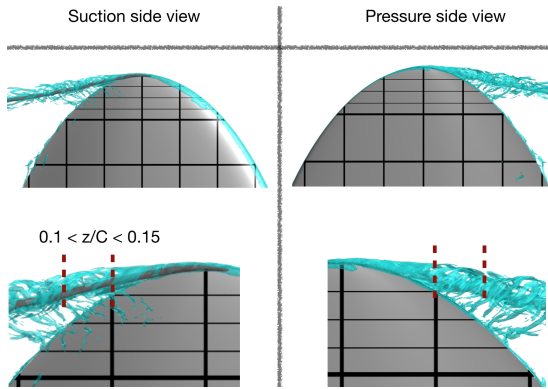 Suction side view
Pressure side view
0.1 < z/C < 0.15